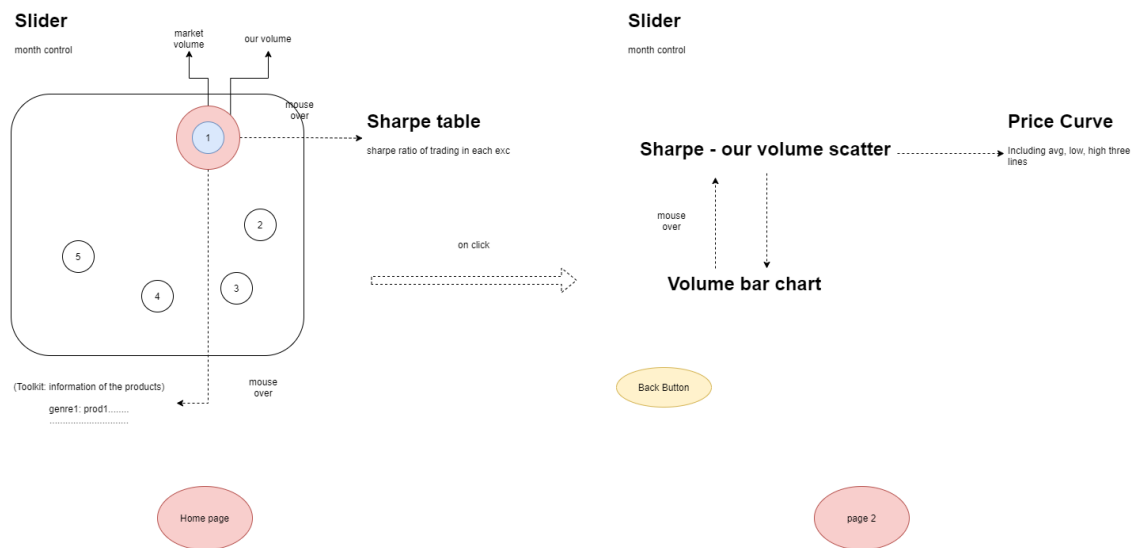 Slider
month control
market
volume
our volume
mouse
over
1
Sharpe table
sharpe ratio of trading in each exc
2
5
3
4
(Toolkit: information of the products)
genre1: prod1........
..............................
mouse
over
Home page
on click
Slider
month control
Sharpe - our volume scatter
Price Curve
Including avg, low, high three
lines
mouse
over
Volume bar chart
Back Button
page 2